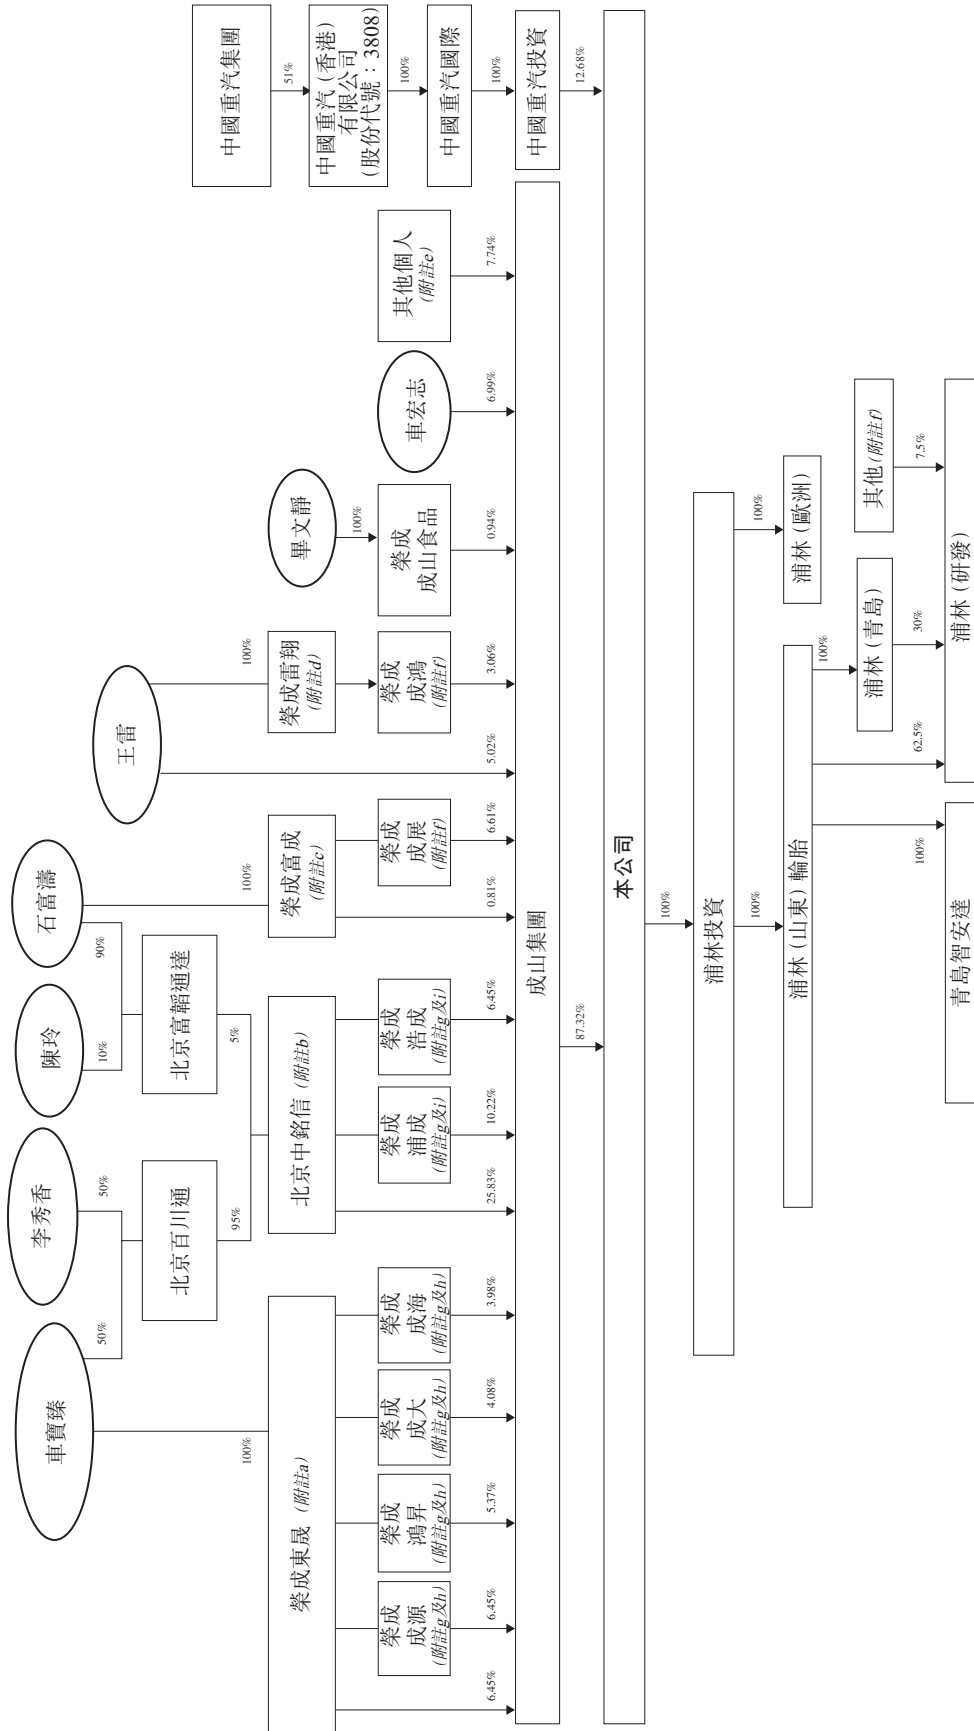 車寶臻
李秀香
陳玲
石富濤
王雷
畢文靜
車宏志
其他個人
(附註e)
中國重汽集團
51%
中國重汽(香港)
有限公司
(股份代號：3808)
100%
中國重汽國際
100%
中國重汽投資
12.68%
50%
50%
10%
90%
北京百川通
北京富韜通達
95%
5%
100%
100%
100%
100%
榮成東晟 (附註a)
北京中銘信 (附註b)
榮成富成
(附註c)
榮成雷翔
(附註d)
榮成
成源
(附註g及h)
榮成
鴻昇
(附註g及h)
榮成
成大
(附註g及h)
榮成
成海
(附註g及h)
榮成
浦成
(附註g及i)
榮成
浩成
(附註g及i)
榮成
成展
(附註f)
榮成
成鴻
(附註f)
榮成
成山食品
6.45%
6.45%
5.37%
4.08%
3.98%
25.83%
10.22%
6.45%
0.81%
6.61%
5.02%
3.06%
0.94%
6.99%
7.74%
成山集團
87.32%
本公司
100%
浦林投資
100%
100%
浦林(山東)輪胎
浦林(歐洲)
100%
浦林(青島)
其他(附註f)
100%
62.5%
30%
7.5%
青島智安達
浦林(研發)